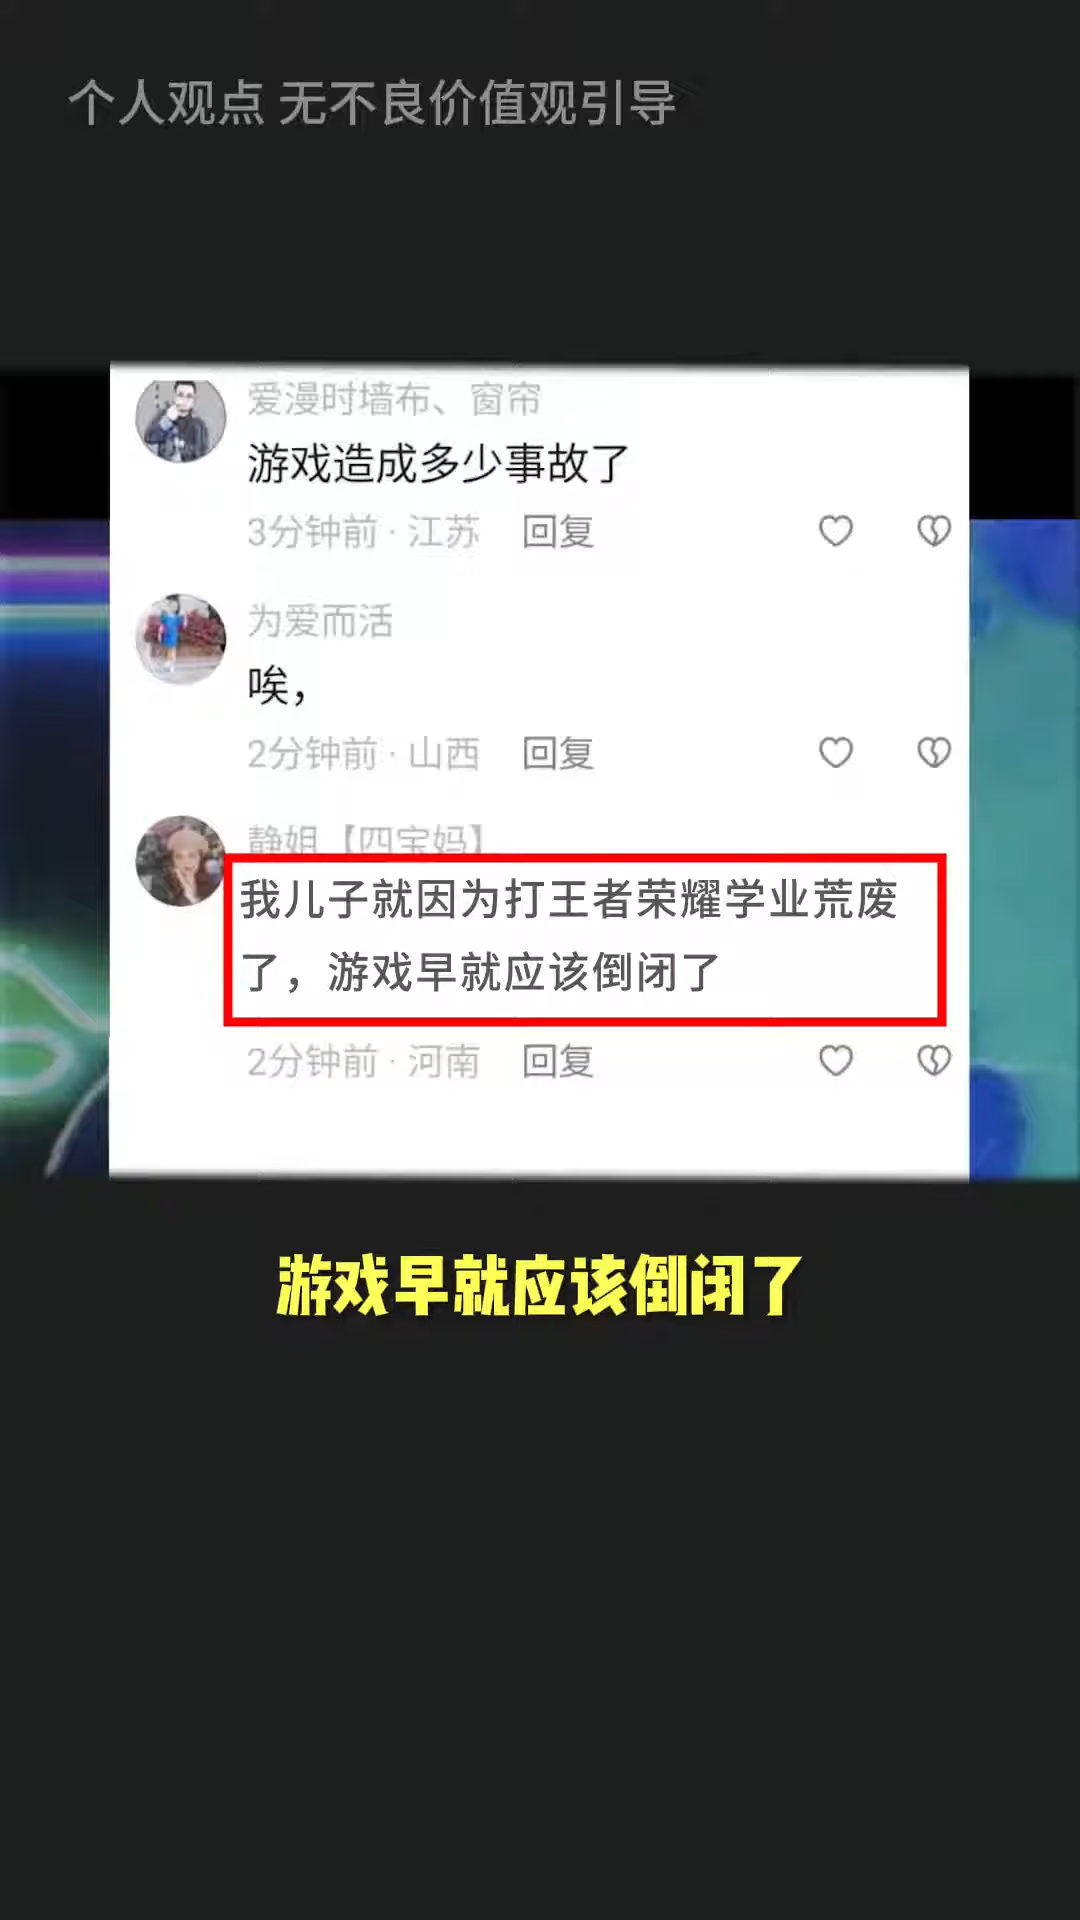 个人观点 无不良价值观引导
爱漫时墙布、窗帘
游戏造成多少事故了
3分钟前 · 江苏 回复
为爱而活
唉，
2分钟前 · 山西 回复
静姐【四宝妈】
我儿子就因为打王者荣耀学业荒废
了，游戏早就应该倒闭了
2分钟前 · 河南 回复
游戏早就应该倒闭了